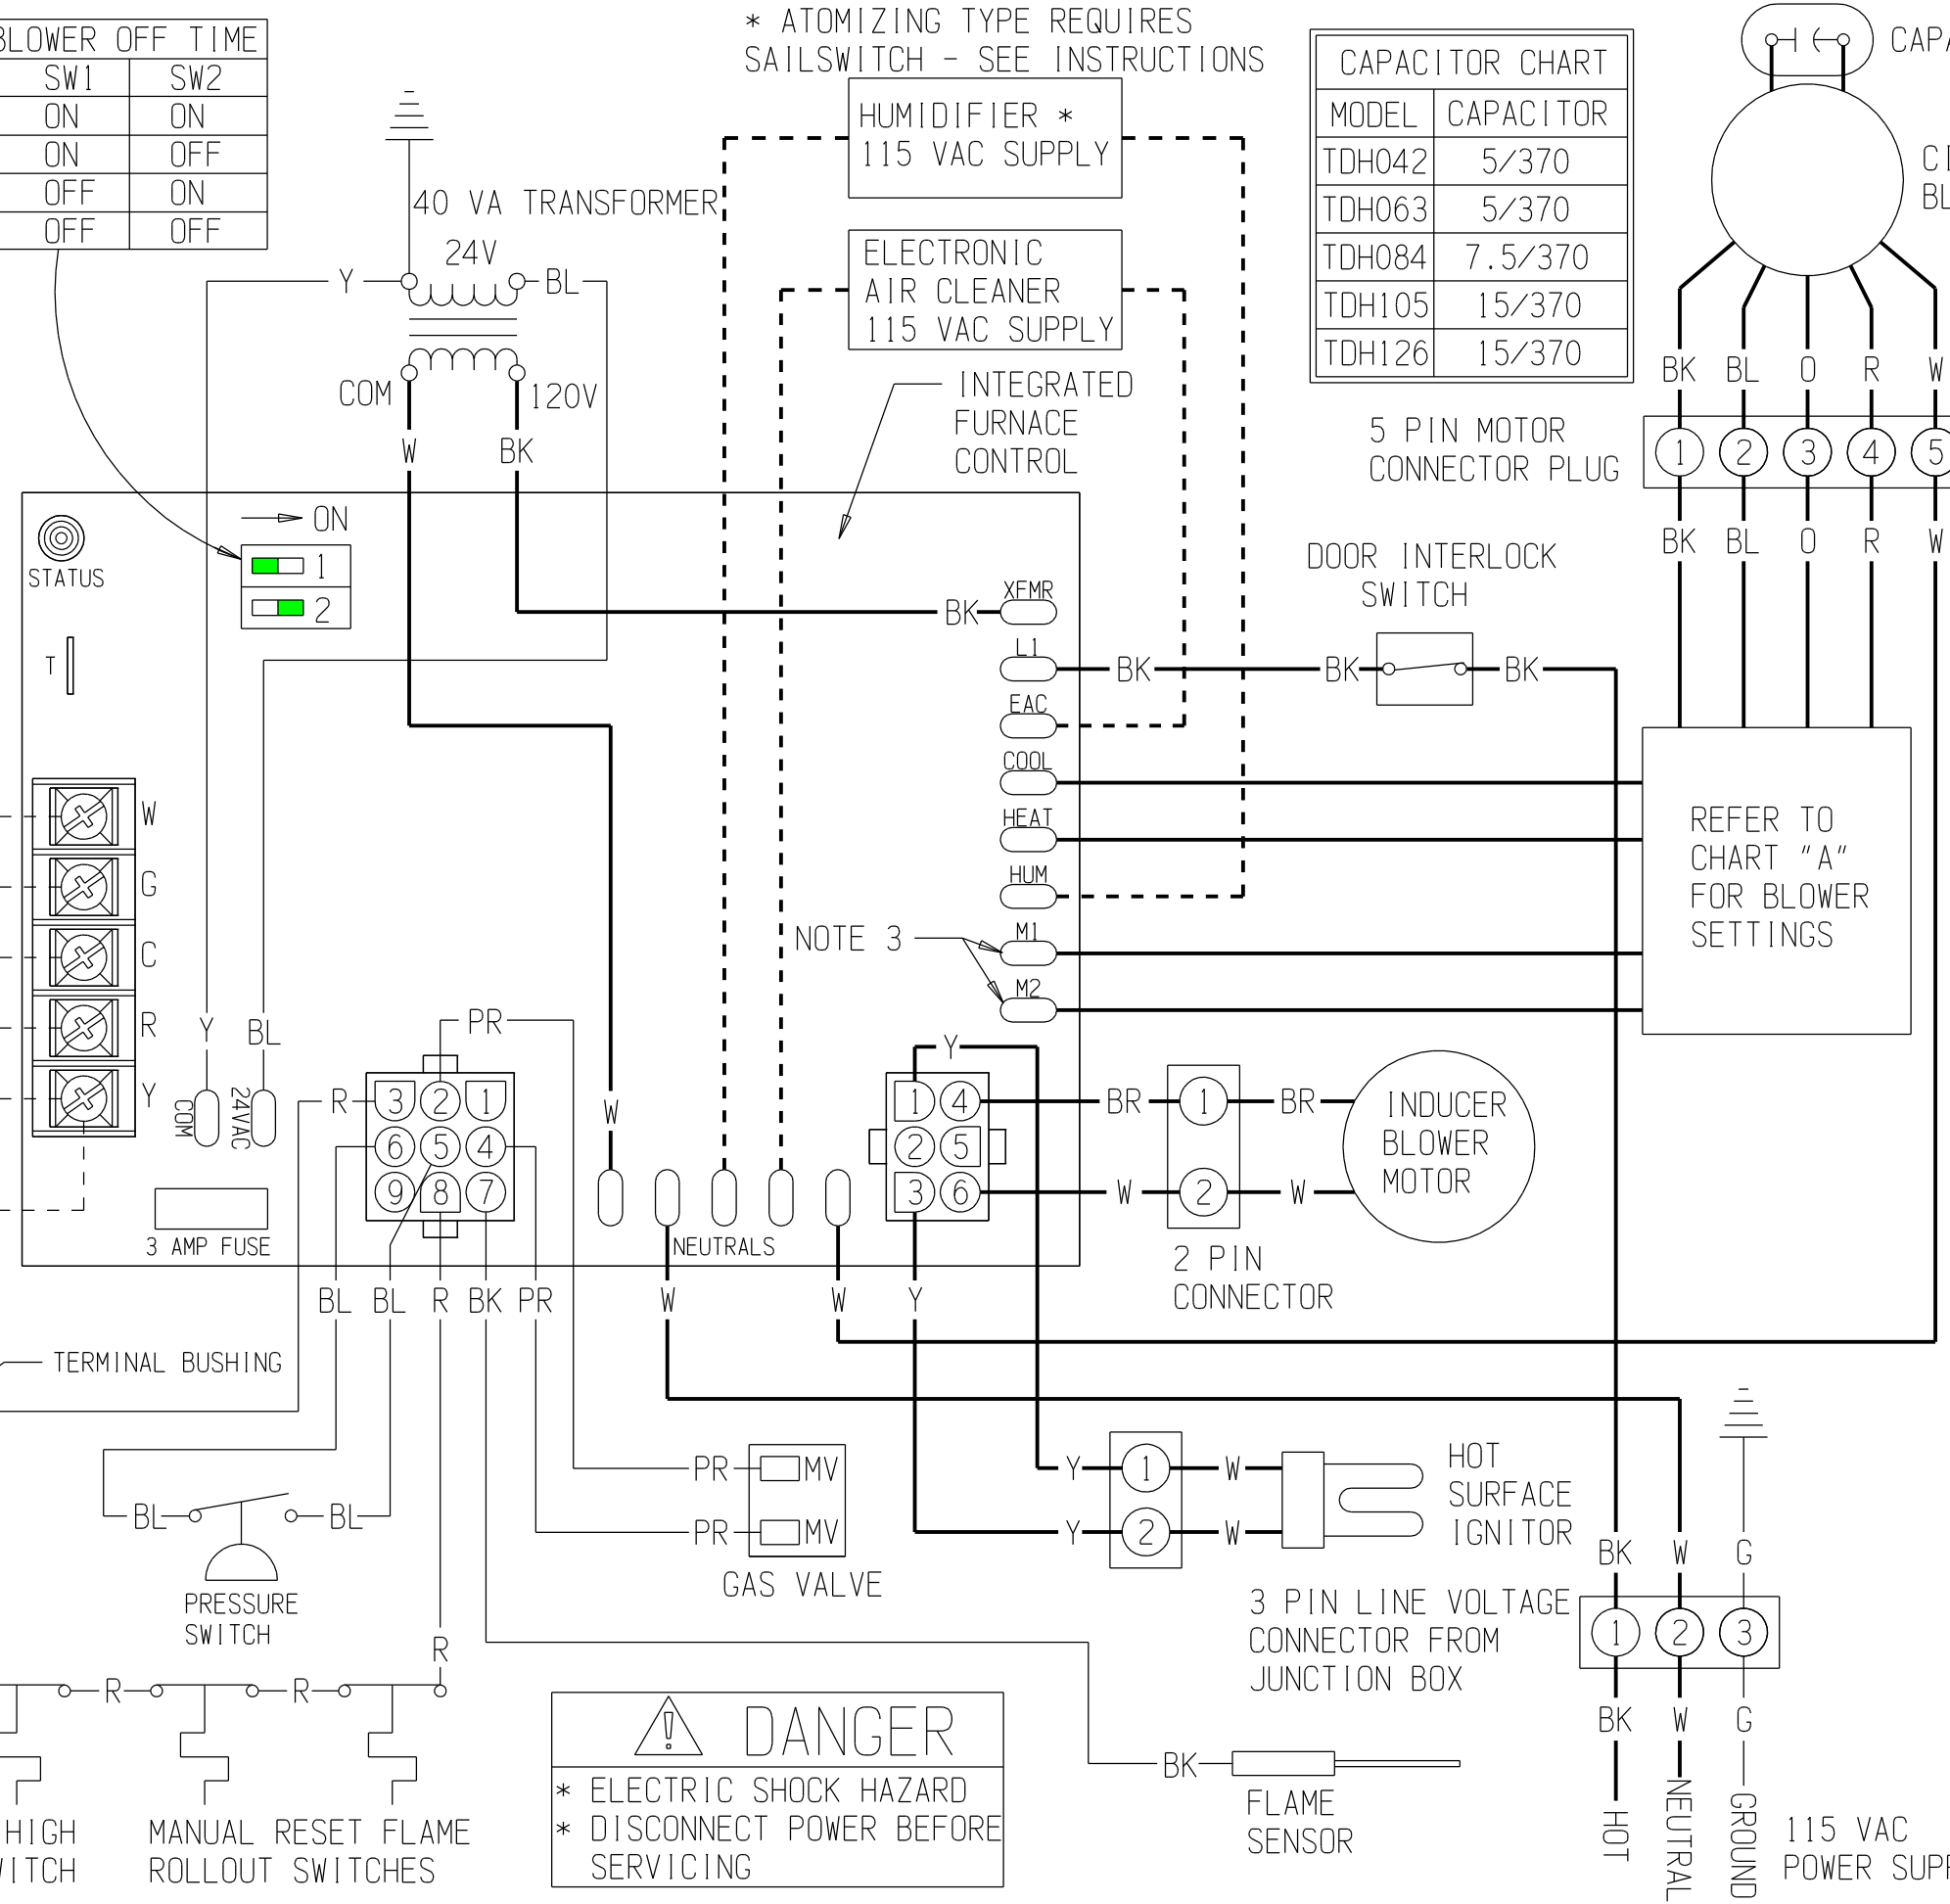 BLOWER OFF TIME
SW1 SW2
ON ON
ON OFF
OFF ON
OFF OFF
* ATOMIZING TYPE REQUIRES
SAILSWITCH - SEE INSTRUCTIONS
HUMIDIFIER *
115 VAC SUPPLY
ELECTRONIC
AIR CLEANER
115 VAC SUPPLY
CAPACITOR CHART
MODEL CAPACITOR
TDH042 5/370
TDH063 5/370
TDH084 7.5/370
TDH105 15/370
TDH126 15/370
40 VA TRANSFORMER
24V
Y
BL
COM
120V
W
BK
INTEGRATED
FURNACE
CONTROL
BK BL O R W
5 PIN MOTOR
CONNECTOR PLUG
1 2 3 4 5
BK BL O R W
STATUS
ON
1
2
T
DOOR INTERLOCK
SWITCH
XFMR
BK
L1
BK BK BK
EAC
COOL
HEAT
HUM
NOTE 3
M1
M2
REFER TO
CHART "A"
FOR BLOWER
SETTINGS
W
G
C
R
Y
Y BL
COM 24VAC
3 AMP FUSE
PR
R
3 2 1
6 5 4
9 8 7
W
NEUTRALS
Y
1 4
2 5
3 6
BR 1 BR
W 2 W
INDUCER
BLOWER
MOTOR
2 PIN
CONNECTOR
BL BL R BK PR W W Y
TERMINAL BUSHING
BL BL
PRESSURE
SWITCH
PR MV
PR MV
GAS VALVE
Y 1 W
Y 2 W
HOT
SURFACE
IGNITOR
BK W G
3 PIN LINE VOLTAGE
CONNECTOR FROM
JUNCTION BOX
1 2 3
BK W G
HOT NEUTRAL GROUND
115 VAC
R
R R
HIGH
MANUAL RESET FLAME
ROLLOUT SWITCHES
! DANGER
* ELECTRIC SHOCK HAZARD
* DISCONNECT POWER BEFORE
SERVICING
BK
FLAME
SENSOR
POWER